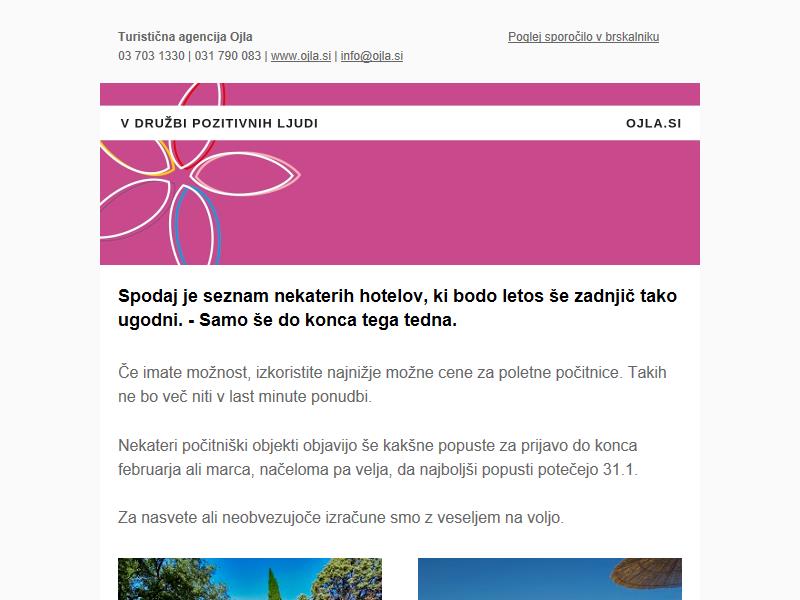 Turistična agencija Ojla
Poglej sporočilo v brskalniku
03 703 1330 | 031 790 083 | www.ojla.si | info@ojla.si
V DRUŽBI POZITIVNIH LJUDI
OJLA.SI
Spodaj je seznam nekaterih hotelov, ki bodo letos še zadnjič tako
ugodni. - Samo še do konca tega tedna.
Če imate možnost, izkoristite najnižje možne cene za poletne počitnice. Takih
ne bo več niti v last minute ponudbi.
Nekateri počitniški objekti objavijo še kakšne popuste za prijavo do konca
februarja ali marca, načeloma pa velja, da najboljši popusti potečejo 31.1.
Za nasvete ali neobvezujoče izračune smo z veseljem na voljo.